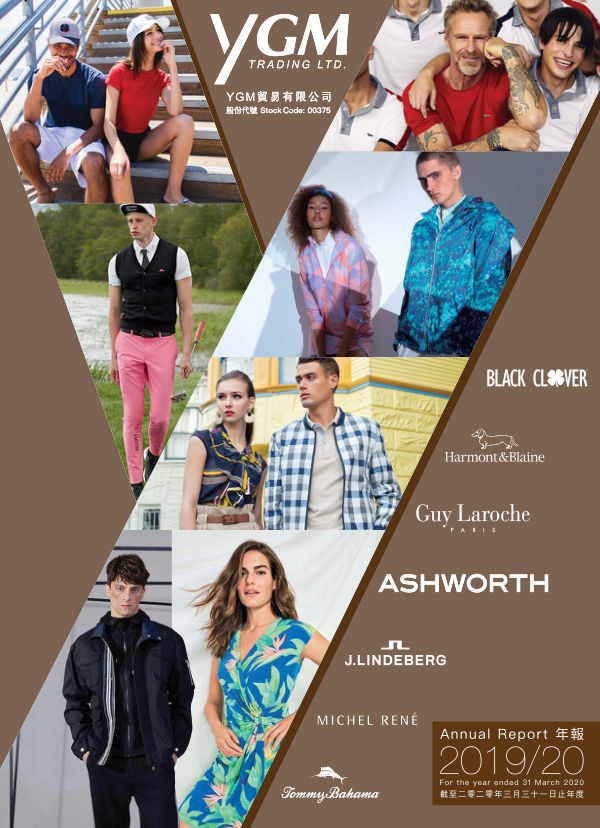 YGM
TRADING LTD.
YGM貿易有限公司
股份代號 Stock Code: 00375
BLACK CLOVER
Harmont&Blaine
Guy Laroche
PARIS
ASHWORTH
J.LINDEBERG
MICHEL RENÉ
Tommy Bahama
Annual Report 年報
2019/20
For the year ended 31 March 2020
截至二零二零年三月三十一日止年度